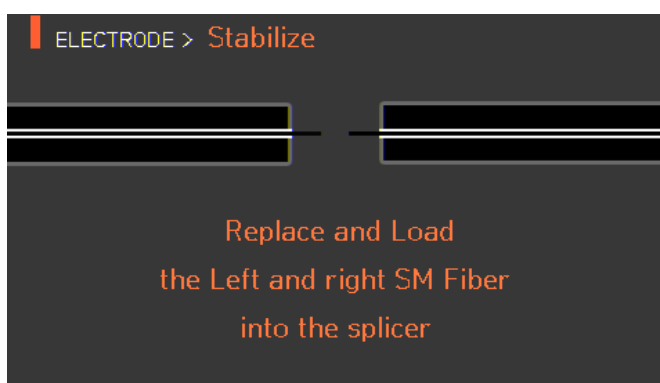 ELECTRODE > Stabilize
Replace and Load
the Left and right SM Fiber
into the splicer